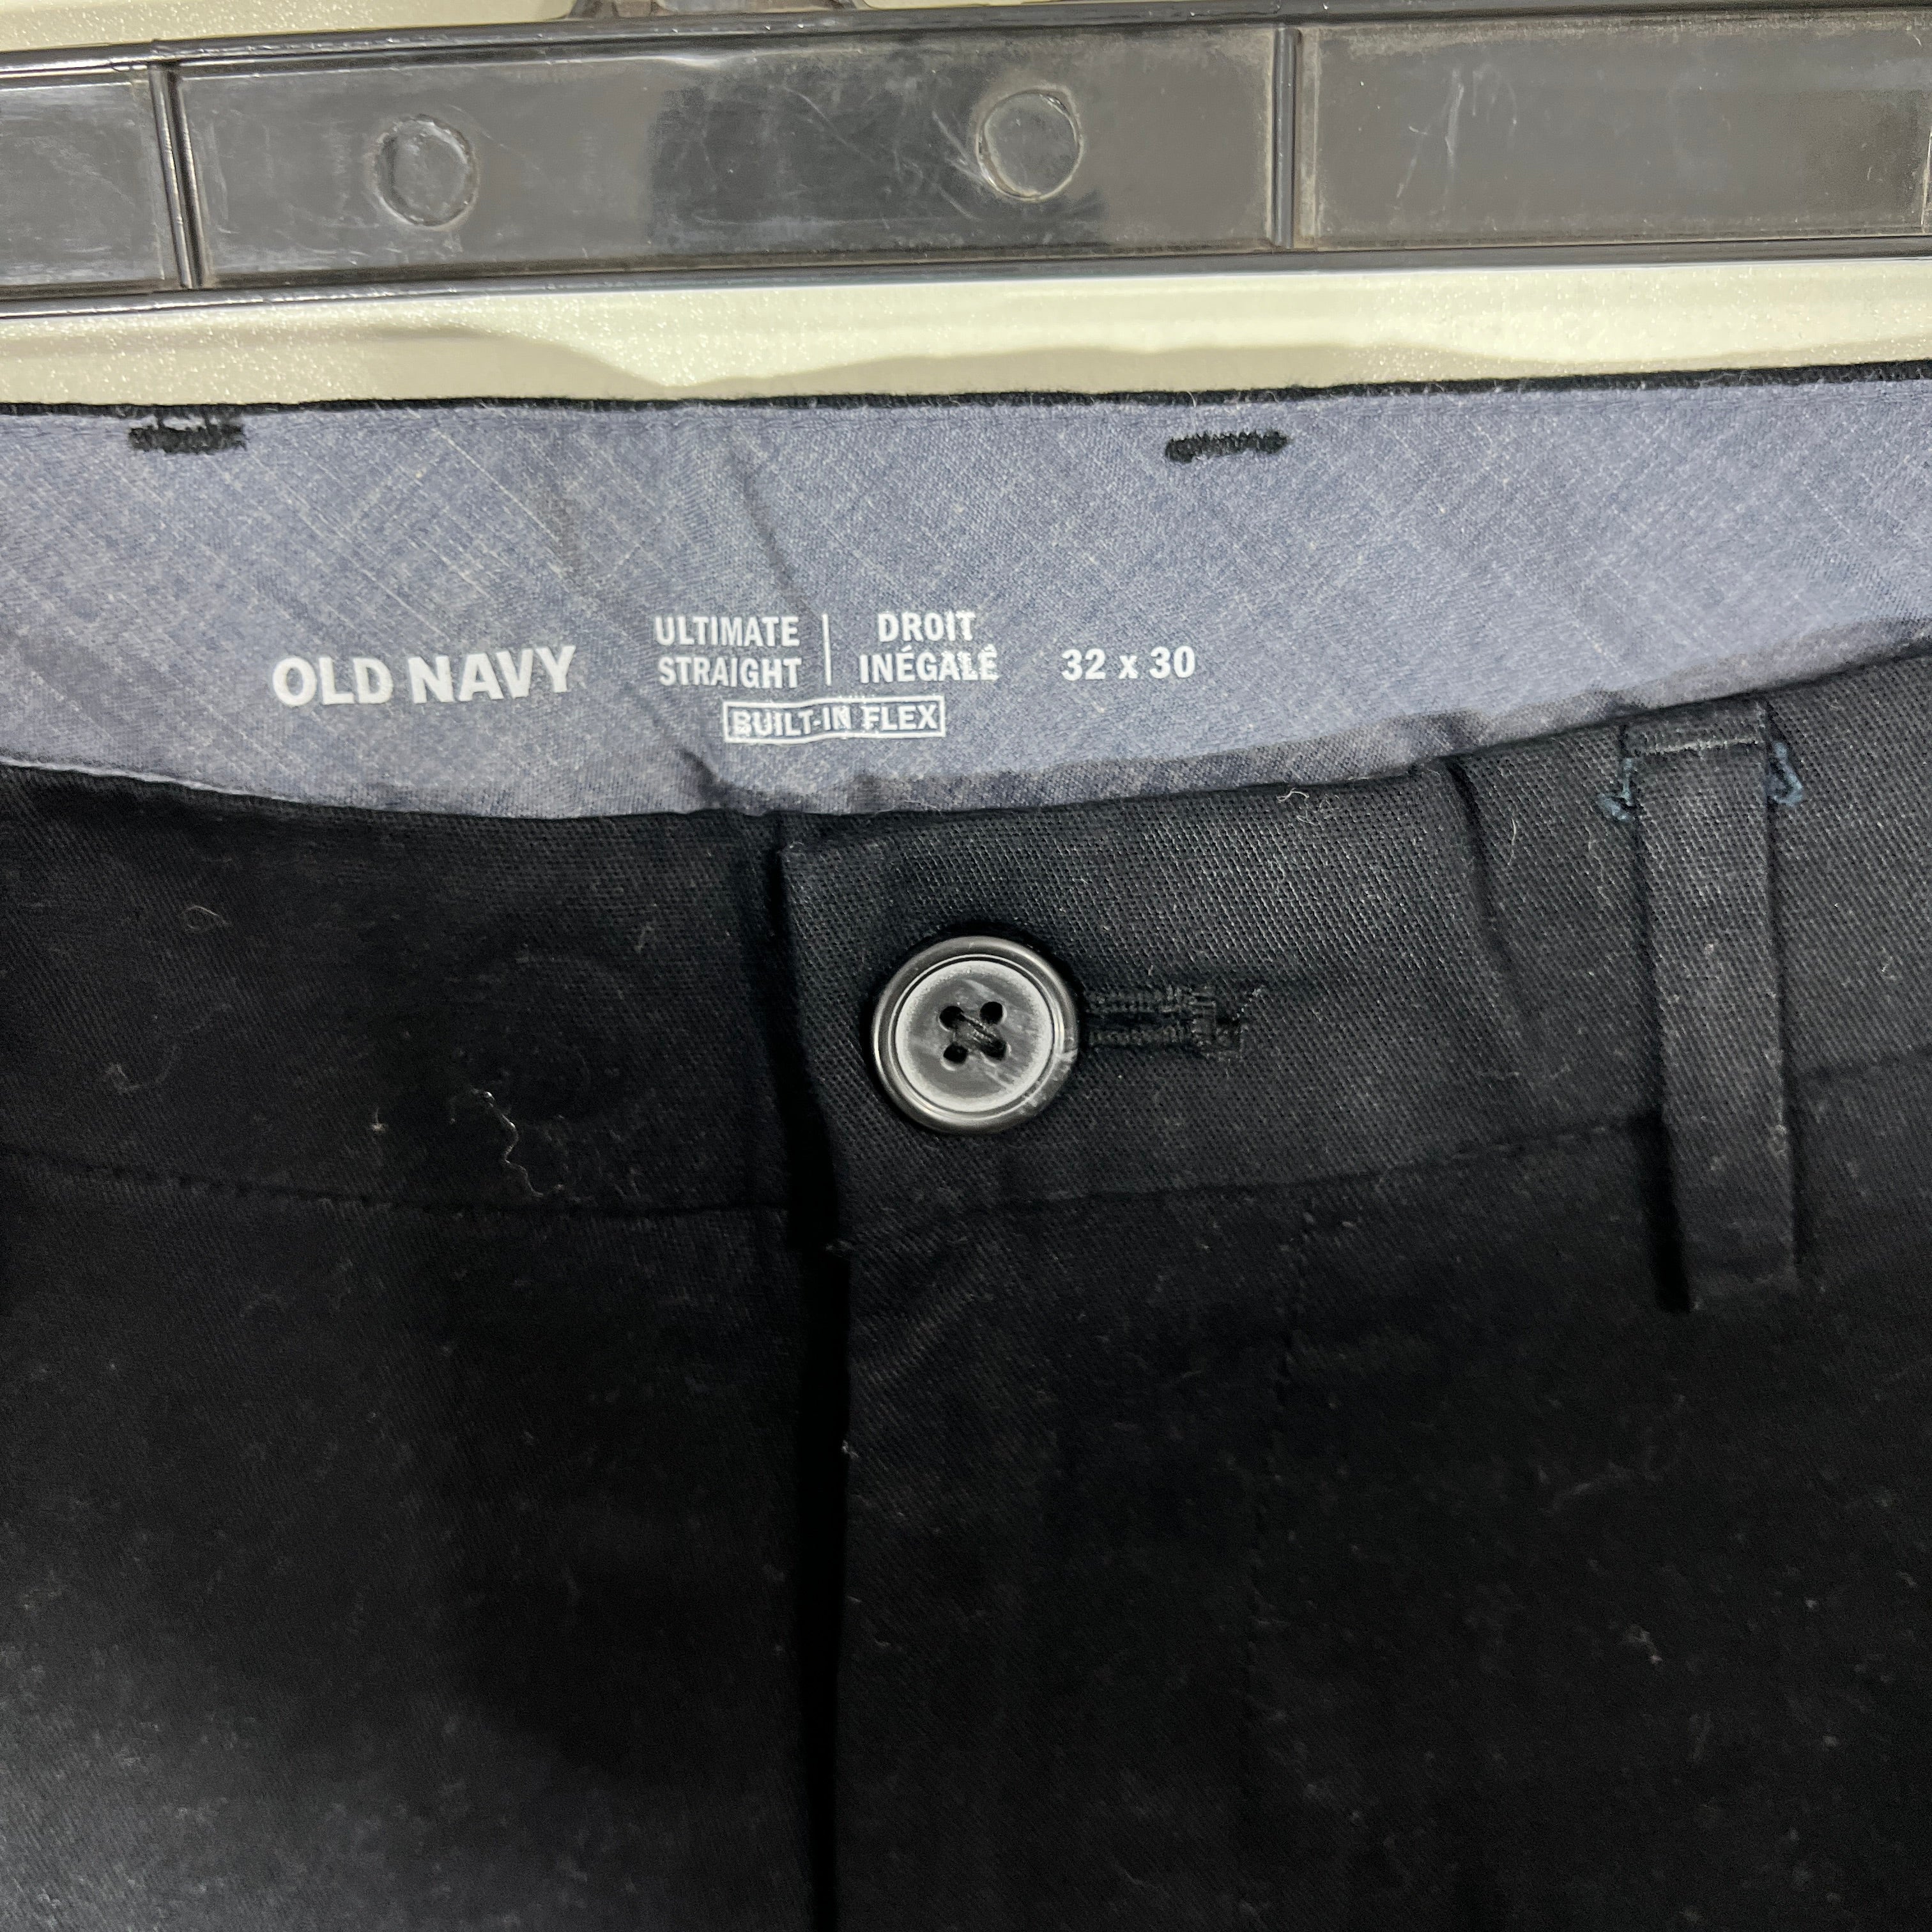 OLD NAVY
ULTIMATE
STRAIGHT
DROIT
INÉGALÉ
32 x 30
BUILT-IN FLEX